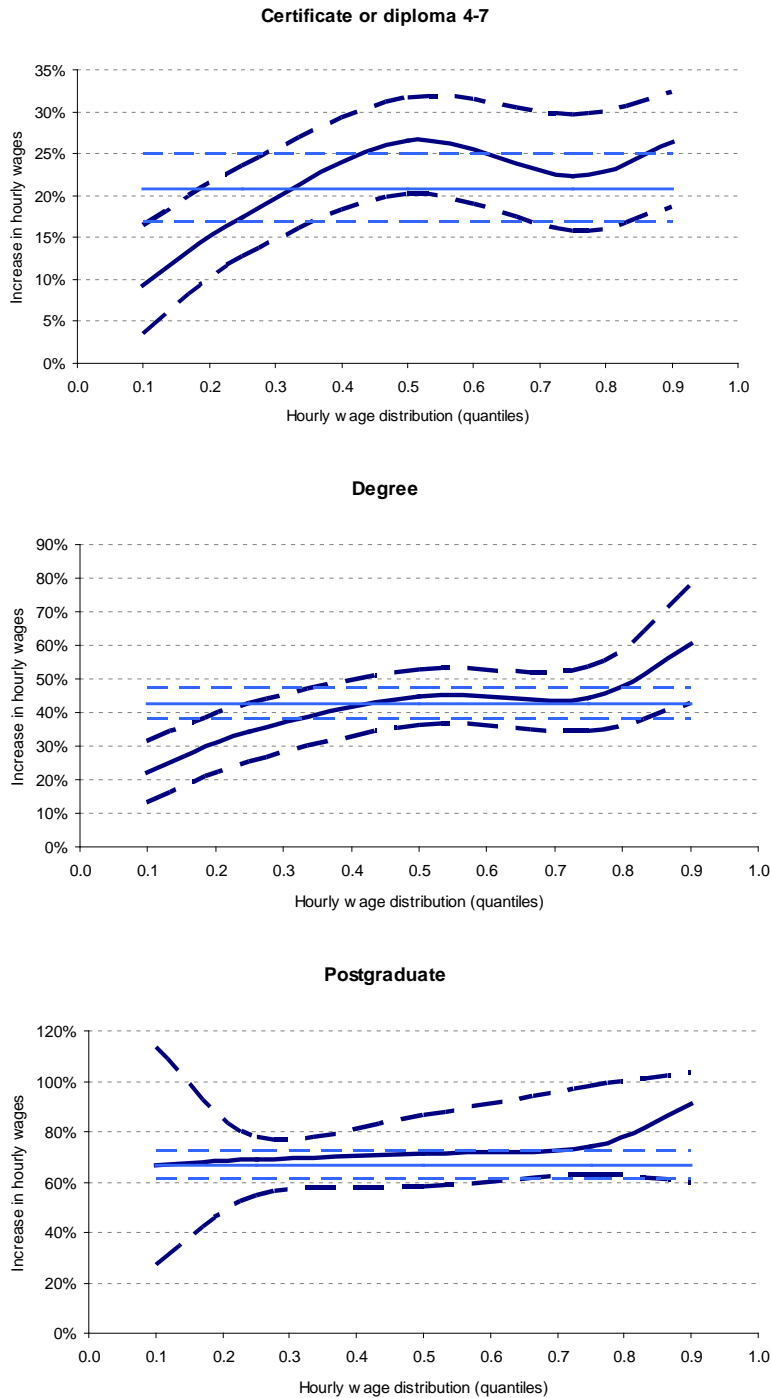 Certificate or diploma 4-7
35%
30%
25%
20%
15%
10%
5%
0%
Increase in hourly wages
0.0 0.1 0.2 0.3 0.4 0.5 0.6 0.7 0.8 0.9 1.0
Hourly wage distribution (quantiles)
Degree
90%
80%
70%
60%
50%
40%
30%
20%
10%
0%
Increase in hourly wages
0.0 0.1 0.2 0.3 0.4 0.5 0.6 0.7 0.8 0.9 1.0
Hourly wage distribution (quantiles)
Postgraduate
120%
100%
80%
60%
40%
20%
0%
Increase in hourly wages
0.0 0.1 0.2 0.3 0.4 0.5 0.6 0.7 0.8 0.9 1.0
Hourly wage distribution (quantiles)